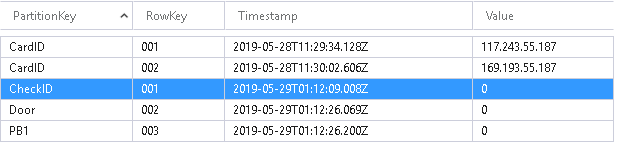 PartitionKey RowKey Timestamp Value
CardID 001 2019-05-28T11:29:34.128Z 117.243.55.187
CardID 002 2019-05-28T11:30:02.606Z 169.193.55.187
CheckID 001 2019-05-29T01:12:09.008Z 0
Door 002 2019-05-29T01:12:26.069Z 0
PB1 003 2019-05-29T01:12:26.200Z 0